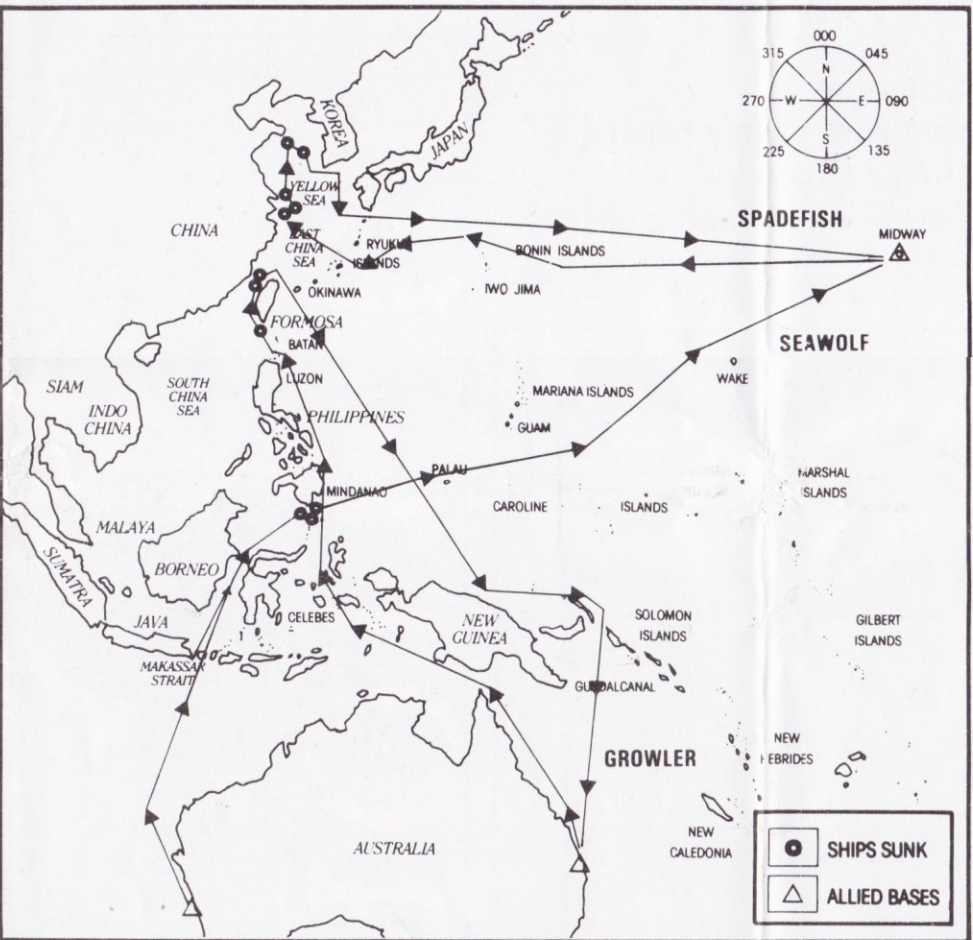 000
315
045
N
270
W
E
090
S
225
135
180
KOREA
JAPAN
YELLOW
SEA
SPADEFISH
CHINA
EAST
CHINA
SEA
RYUKU
ISLANDS
BONIN ISLANDS
MIDWAY
OKINAWA
IWO JIMA
FORMOSA
BATAN
SEAWOLF
LUZON
WAKE
SIAM
SOUTH
CHINA
SEA
INDO
CHINA
MARIANA ISLANDS
PHILIPPINES
GUAM
PALAU
MINDANAO
CAROLINE
ISLANDS
MARSHAL
ISLANDS
MALAYA
SUMATRA
BORNEO
JAVA
CELEBES
NEW
GUINEA
SOLOMON
ISLANDS
GILBERT
ISLANDS
MAKASSAR
STRAIT
GUADALCANAL
GROWLER
NEW
HEBRIDES
AUSTRALIA
NEW
CALEDONIA
SHIPS SUNK
ALLIED BASES